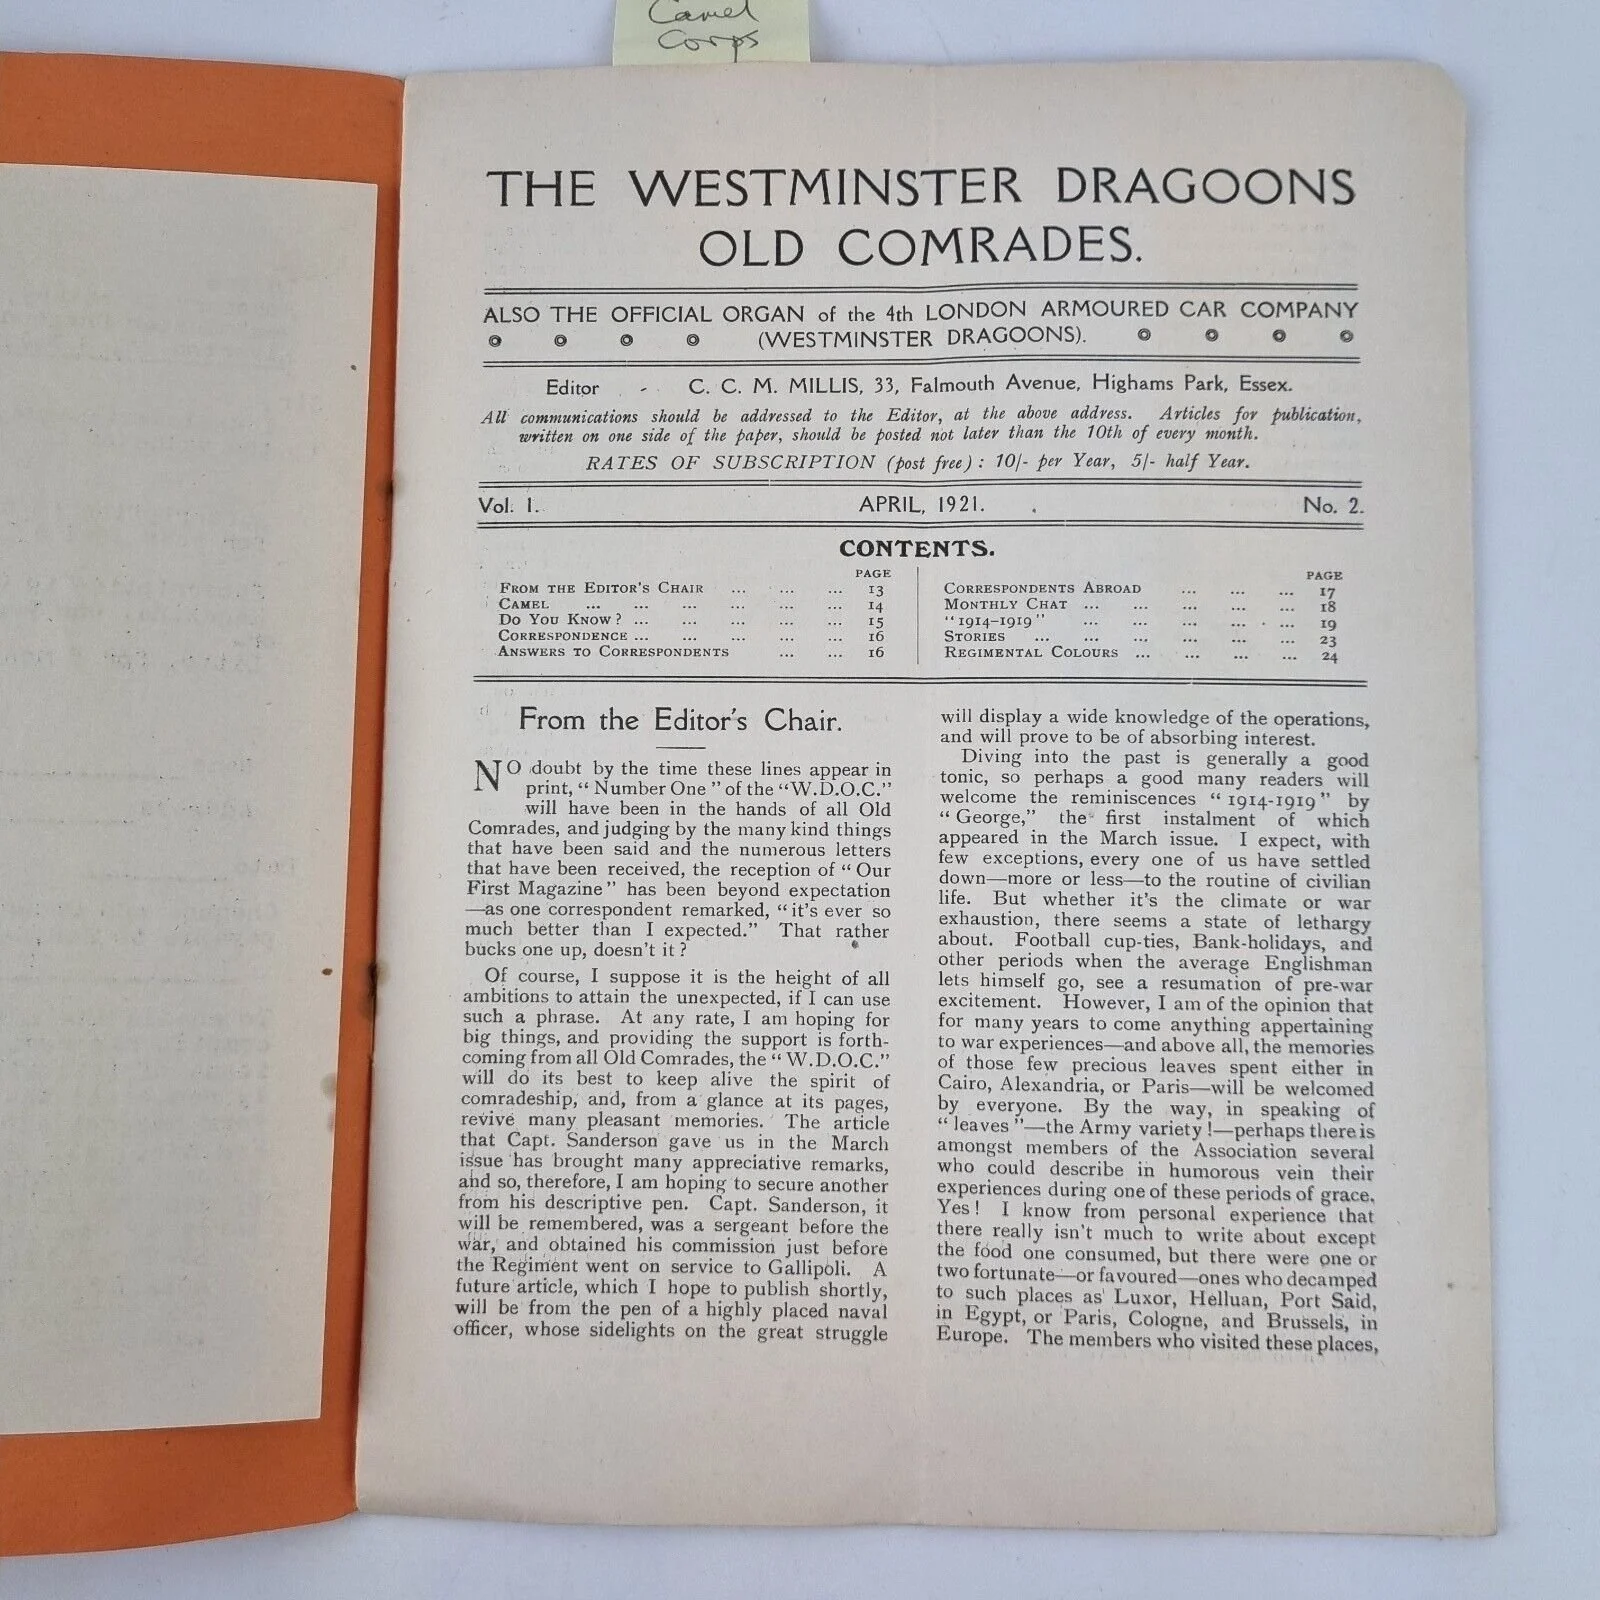 Camel
Corps
THE WESTMINSTER DRAGOONS
OLD COMRADES.
ALSO THE OFFICIAL ORGAN of the 4th LONDON ARMOURED CAR COMPANY
(WESTMINSTER DRAGOONS).
Editor - C. C. M. MILLIS, 33, Falmouth Avenue, Highams Park, Essex.
All communications should be addressed to the Editor, at the above address. Articles for publication,
written on one side of the paper, should be posted not later than the 10th of every month.
RATES OF SUBSCRIPTION (post free): 10/- per Year, 5/- half Year.
Vol. 1. APRIL, 1921. No. 2.
CONTENTS.
PAGE
FROM THE EDITOR'S CHAIR ... ... ... 13
CAMEL ... ... ... ... ... ... 14
DO YOU KNOW? ... ... ... ... ... 15
CORRESPONDENCE ... ... ... ... ... 16
ANSWERS TO CORRESPONDENTS ... ... 16
PAGE
CORRESPONDENTS ABROAD ... ... ... 17
MONTHLY CHAT ... ... ... ... ... 18
"1914-1919" ... ... ... ... ... 19
STORIES ... ... ... ... ... ... 23
REGIMENTAL COLOURS ... ... ... ... 24
From the Editor's Chair.
NO doubt by the time these lines appear in
print, "Number One" of the "W.D.O.C."
will have been in the hands of all Old
Comrades, and judging by the many kind things
that have been said and the numerous letters
that have been received, the reception of "Our
First Magazine" has been beyond expectation
—as one correspondent remarked, "it's ever so
much better than I expected." That rather
bucks one up, doesn't it?
Of course, I suppose it is the height of all
ambitions to attain the unexpected, if I can use
such a phrase. At any rate, I am hoping for
big things, and providing the support is forth-
coming from all Old Comrades, the "W.D.O.C."
will do its best to keep alive the spirit of
comradeship, and, from a glance at its pages,
revive many pleasant memories. The article
that Capt. Sanderson gave us in the March
issue has brought many appreciative remarks,
and so, therefore, I am hoping to secure another
from his descriptive pen. Capt. Sanderson, it
will be remembered, was a sergeant before the
war, and obtained his commission just before
the Regiment went on service to Gallipoli. A
future article, which I hope to publish shortly,
will be from the pen of a highly placed naval
officer, whose sidelights on the great struggle
will display a wide knowledge of the operations,
and will prove to be of absorbing interest.
Diving into the past is generally a good
tonic, so perhaps a good many readers will
welcome the reminiscences "1914-1919" by
"George," the first instalment of which
appeared in the March issue. I expect, with
few exceptions, every one of us have settled
down—more or less—to the routine of civilian
life. But whether it's the climate or war
exhaustion, there seems a state of lethargy
about. Football cup-ties, Bank-holidays, and
other periods when the average Englishman
lets himself go, see a resumation of pre-war
excitement. However, I am of the opinion that
for many years to come anything appertaining
to war experiences—and above all, the memories
of those few precious leaves spent either in
Cairo, Alexandria, or Paris—will be welcomed
by everyone. By the way, in speaking of
"leaves"—the Army variety!—perhaps there is
amongst members of the Association several
who could describe in humorous vein their
experiences during one of these periods of grace.
Yes! I know from personal experience that
there really isn't much to write about except
the food one consumed, but there were one or
two fortunate—or favoured—ones who decamped
to such places as Luxor, Helluan, Port Said,
in Egypt, or Paris, Cologne, and Brussels, in
Europe. The members who visited these places,